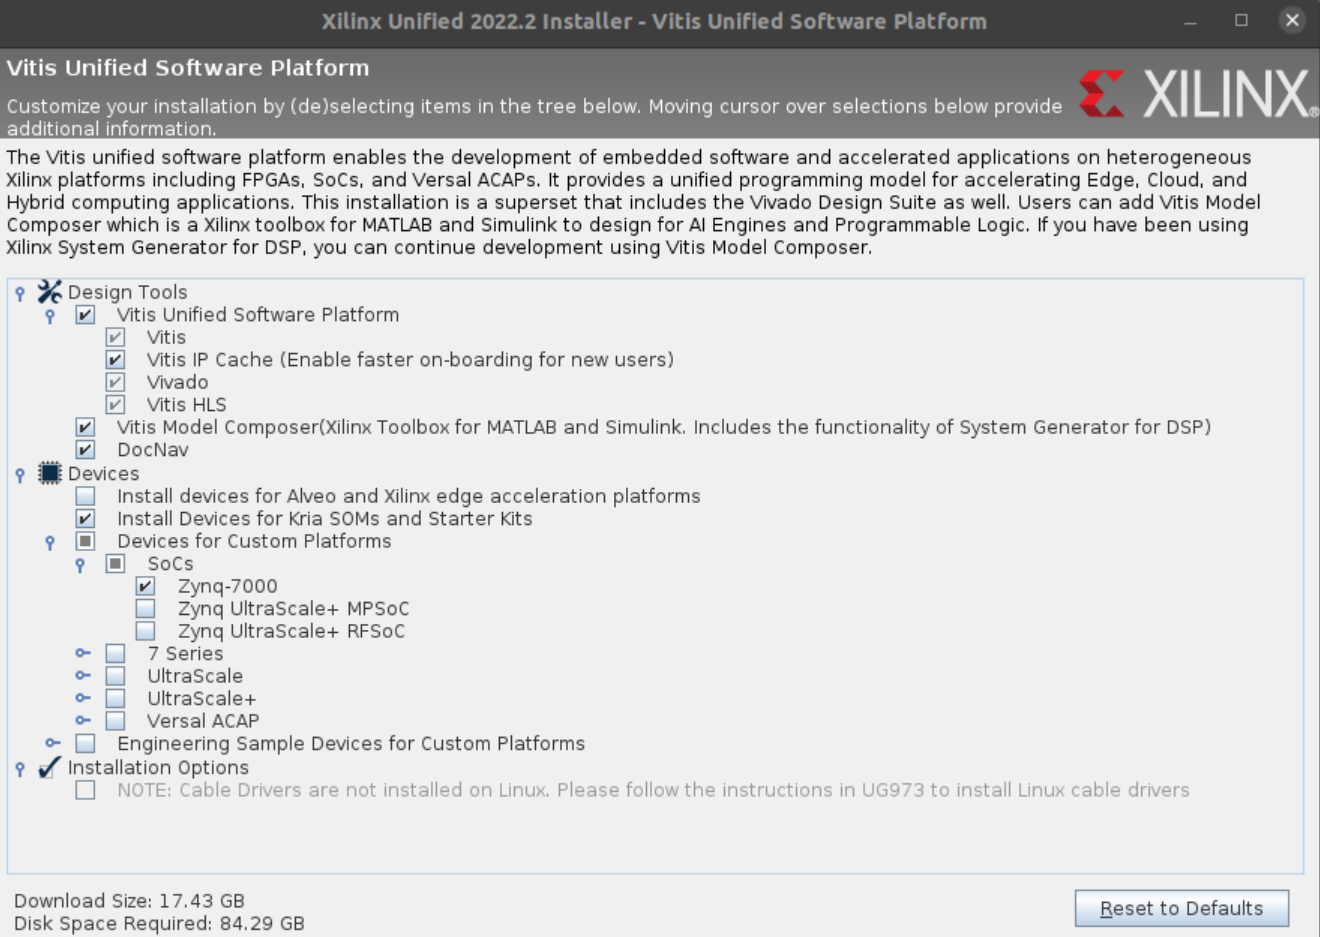 Xilinx Unified 2022.2 Installer - Vitis Unified Software Platform
Vitis Unified Software Platform
Customize your installation by (de)selecting items in the tree below. Moving cursor over selections below provide
additional information.
XILINX®
The Vitis unified software platform enables the development of embedded software and accelerated applications on heterogeneous
Xilinx platforms including FPGAs, SoCs, and Versal ACAPs. It provides a unified programming model for accelerating Edge, Cloud, and
Hybrid computing applications. This installation is a superset that includes the Vivado Design Suite as well. Users can add Vitis Model
Composer which is a Xilinx toolbox for MATLAB and Simulink to design for AI Engines and Programmable Logic. If you have been using
Xilinx System Generator for DSP, you can continue development using Vitis Model Composer.
Design Tools
Vitis Unified Software Platform
Vitis
Vitis IP Cache (Enable faster on-boarding for new users)
Vivado
Vitis HLS
Vitis Model Composer(Xilinx Toolbox for MATLAB and Simulink. Includes the functionality of System Generator for DSP)
DocNav
Devices
Install devices for Alveo and Xilinx edge acceleration platforms
Install Devices for Kria SOMs and Starter Kits
Devices for Custom Platforms
SoCs
Zynq-7000
Zynq UltraScale+ MPSoC
Zynq UltraScale+ RFSoC
7 Series
UltraScale
UltraScale+
Versal ACAP
Engineering Sample Devices for Custom Platforms
Installation Options
NOTE: Cable Drivers are not installed on Linux. Please follow the instructions in UG973 to install Linux cable drivers
Download Size: 17.43 GB
Disk Space Required: 84.29 GB
Reset to Defaults